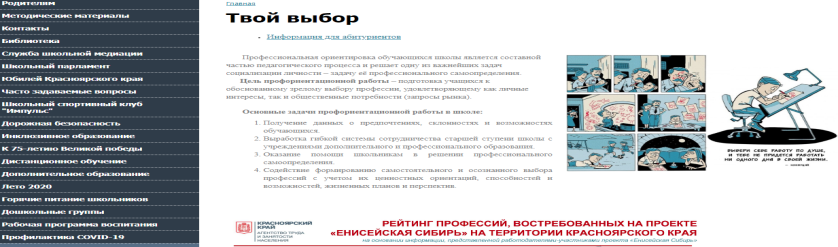 Родителям
Методические материалы
Контакты
Библиотека
Служба школьной медиации
Школьный парламент
Юбилей Красноярского края
Часто задаваемые вопросы
Школьный спортивный клуб
"Импульс"
Дорожная безопасность
Инклюзивное образование
К 75-летию Великой победы
Дистанционное обучение
Дополнительное образование
Лето 2020
Горячие питание школьников
Дошкольные группы
Рабочая программа воспитания
Профилактика COVID-19
Главная
Твой выбор
Информация для абитуриентов
Профессиональная ориентировка обучающихся школы является составной
частью педагогического процесса и решает одну из важнейших задач
социализации личности – задачу её профессионального самоопределения.
Цель профориентационной работы – подготовка учащихся к
обоснованному зрелому выбору профессии, удовлетворяющему как личные
интересы, так и общественные потребности (запросы рынка).
Основные задачи профориентационной работы в школе:
1. Получение данных о предпочтениях, склонностях и возможностях
обучающихся.
2. Выработка гибкой системы сотрудничества старшей ступени школы с
учреждениями дополнительного и профессионального образования.
3. Оказание помощи школьникам в решении профессионального
самоопределения.
4. Содействие формированию самостоятельного и осознанного выбора
профессий с учетом их ценностных ориентаций, способностей и
возможностей, жизненных планов и перспектив.
ВЫБЕРИ СЕБЕ РАБОТУ ПО ДУШЕ,
И ТЕБЕ НЕ ПРИДЕТСЯ РАБОТАТЬ
НИ ОДНОГО ДНЯ В СВОЕЙ ЖИЗНИ.
КРАСНОЯРСКИЙ
КРАЙ
АГЕНТСТВО ТРУДА
И ЗАНЯТОСТИ
НАСЕЛЕНИЯ
РЕЙТИНГ ПРОФЕССИЙ, ВОСТРЕБОВАННЫХ НА ПРОЕКТЕ
«ЕНИСЕЙСКАЯ СИБИРЬ» НА ТЕРРИТОРИИ КРАСНОЯРСКОГО КРАЯ
на основании информации, представленной работодателями-участниками проекта «Енисейская Сибирь»